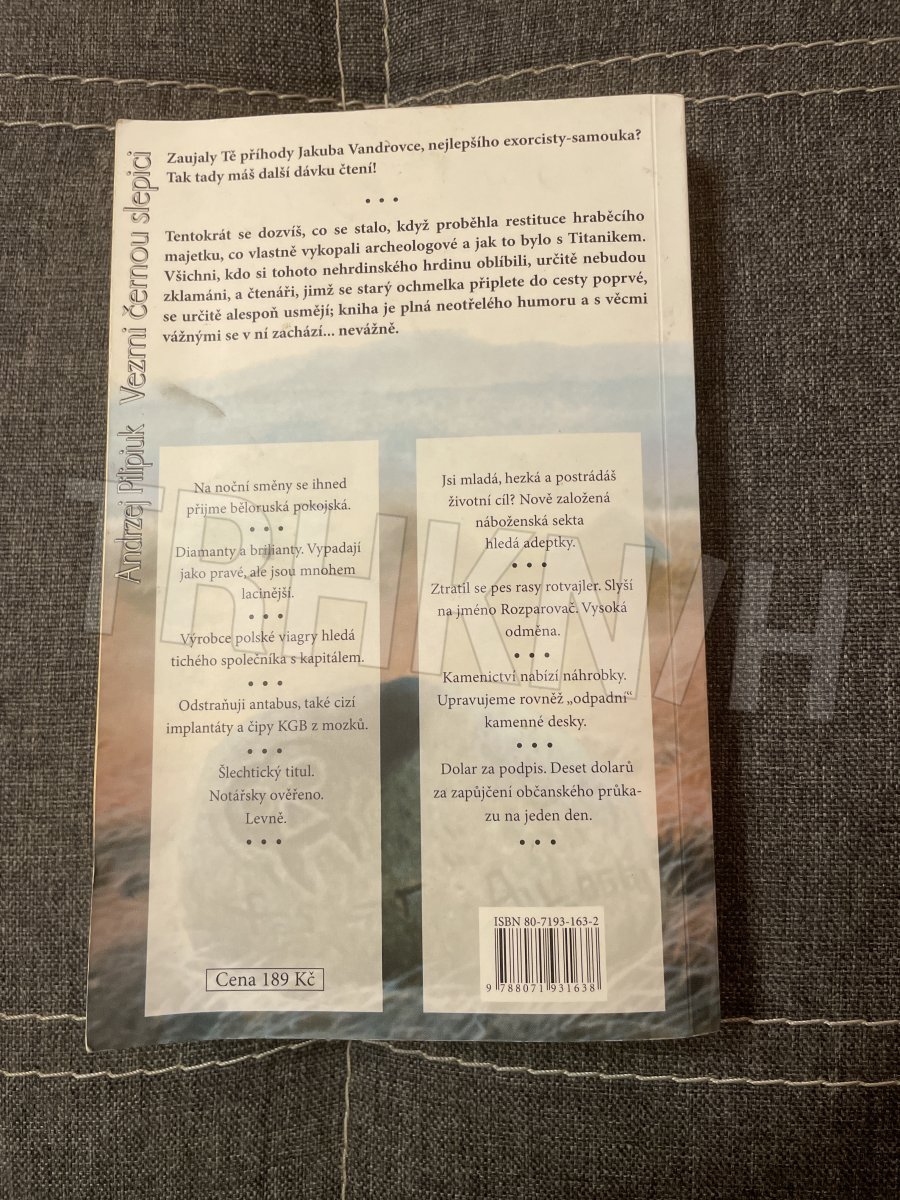 Andrzej Pilipiuk Vezmi černou slepici
Zaujaly Tě příhody Jakuba Vandrovce, nejlepšího exorcisty-samouka?
Tak tady máš další dávku čtení!
• • •
Tentokrát se dozvíš, co se stalo, když proběhla restituce hraběcího
majetku, co vlastně vykopali archeologové a jak to bylo s Titanikem.
Všichni, kdo si tohoto nehrdinského hrdinu oblíbili, určitě nebudou
zklamáni, a čtenáři, jimž se starý ochmelka připlete do cesty poprvé,
se určitě alespoň usmějí; kniha je plná neotřelého humoru a s věcmi
vážnými se v ní zachází... nevážně.
Na noční směny se ihned
přijme běloruská pokojská.
• • •
Diamanty a brilianty. Vypadají
jako pravé, ale jsou mnohem
lacinější.
• • •
Výrobce polské viagry hledá
tichého společníka s kapitálem.
• • •
Odstraňuji antabus, také cizí
implantáty a čipy KGB z mozků.
• • •
Šlechtický titul.
Notářsky ověřeno.
Levně.
• • •
Cena 189 Kč
Jsi mladá, hezká a postrádáš
životní cíl? Nově založená
náboženská sekta
hledá adeptky.
• • •
Ztratil se pes rasy rotvajler. Slyší
na jméno Rozparovač. Vysoká
odměna.
• • •
Kamenictví nabízí náhrobky.
Upravujeme rovněž „odpadní“
kamenné desky.
• • •
Dolar za podpis. Deset dolarů
za zapůjčení občanského průka-
zu na jeden den.
• • •
ISBN 80-7193-163-2
9 788071 931638
TRHKNIH